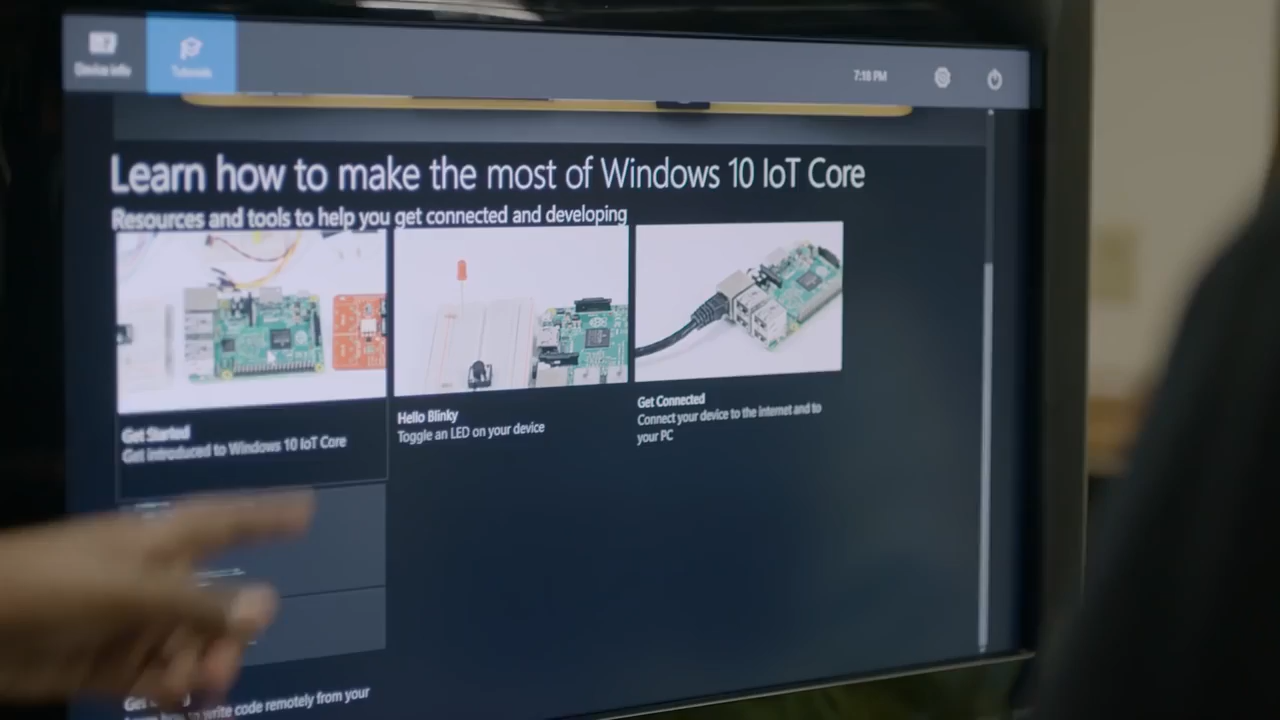 Device info
Tutorials
7:18 PM
Learn how to make the most of Windows 10 IoT Core
Resources and tools to help you get connected and developing
Get Started
Get introduced to Windows 10 IoT Core
Hello Blinky
Toggle an LED on your device
Get Connected
Connect your device to the internet and to
your PC
Get
write code remotely from your